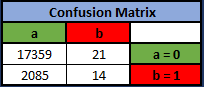 Confusion Matrix
a b
17359 21 a = 0
2085 14 b = 1